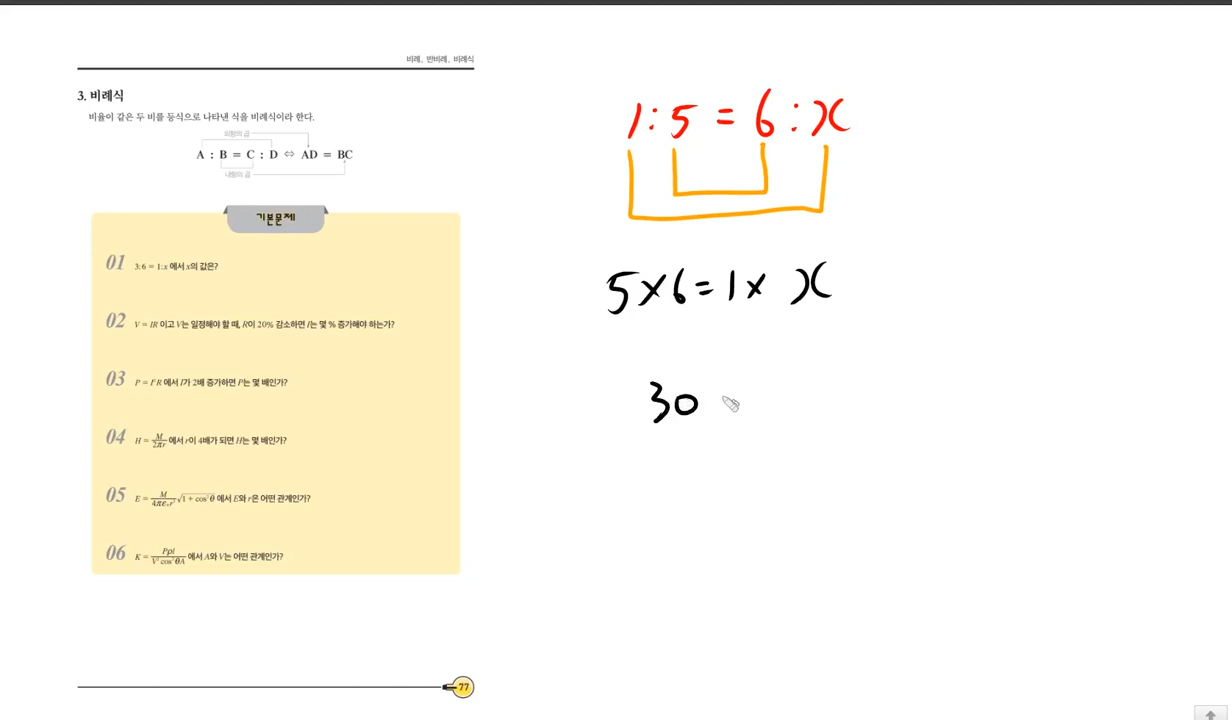 비례, 반비례, 비례식
3. 비례식
비율이 같은 두 비를 등식으로 나타낸 식을 비례식이라 한다.
외항의 곱
A : B = C : D ⇔ AD = BC
내항의 곱
기본문제
01 3:6 = 1:x 에서 x의 값은?
02 V = IR 이고 V는 일정해야 할 때, R이 20% 감소하면 I는 몇 % 증가해야 하는가?
03 P = I²R 에서 I가 2배 증가하면 P는 몇 배인가?
04 H = M/2πr 에서 r이 4배가 되면 H는 몇 배인가?
05 E = M/4πε₀r³ √1 + cos²θ 에서 E와 r은 어떤 관계인가?
06 K = Pρl/V²cos²θA 에서 A와 V는 어떤 관계인가?
77
1 : 5 = 6 : x
5 × 6 = 1 × x
30